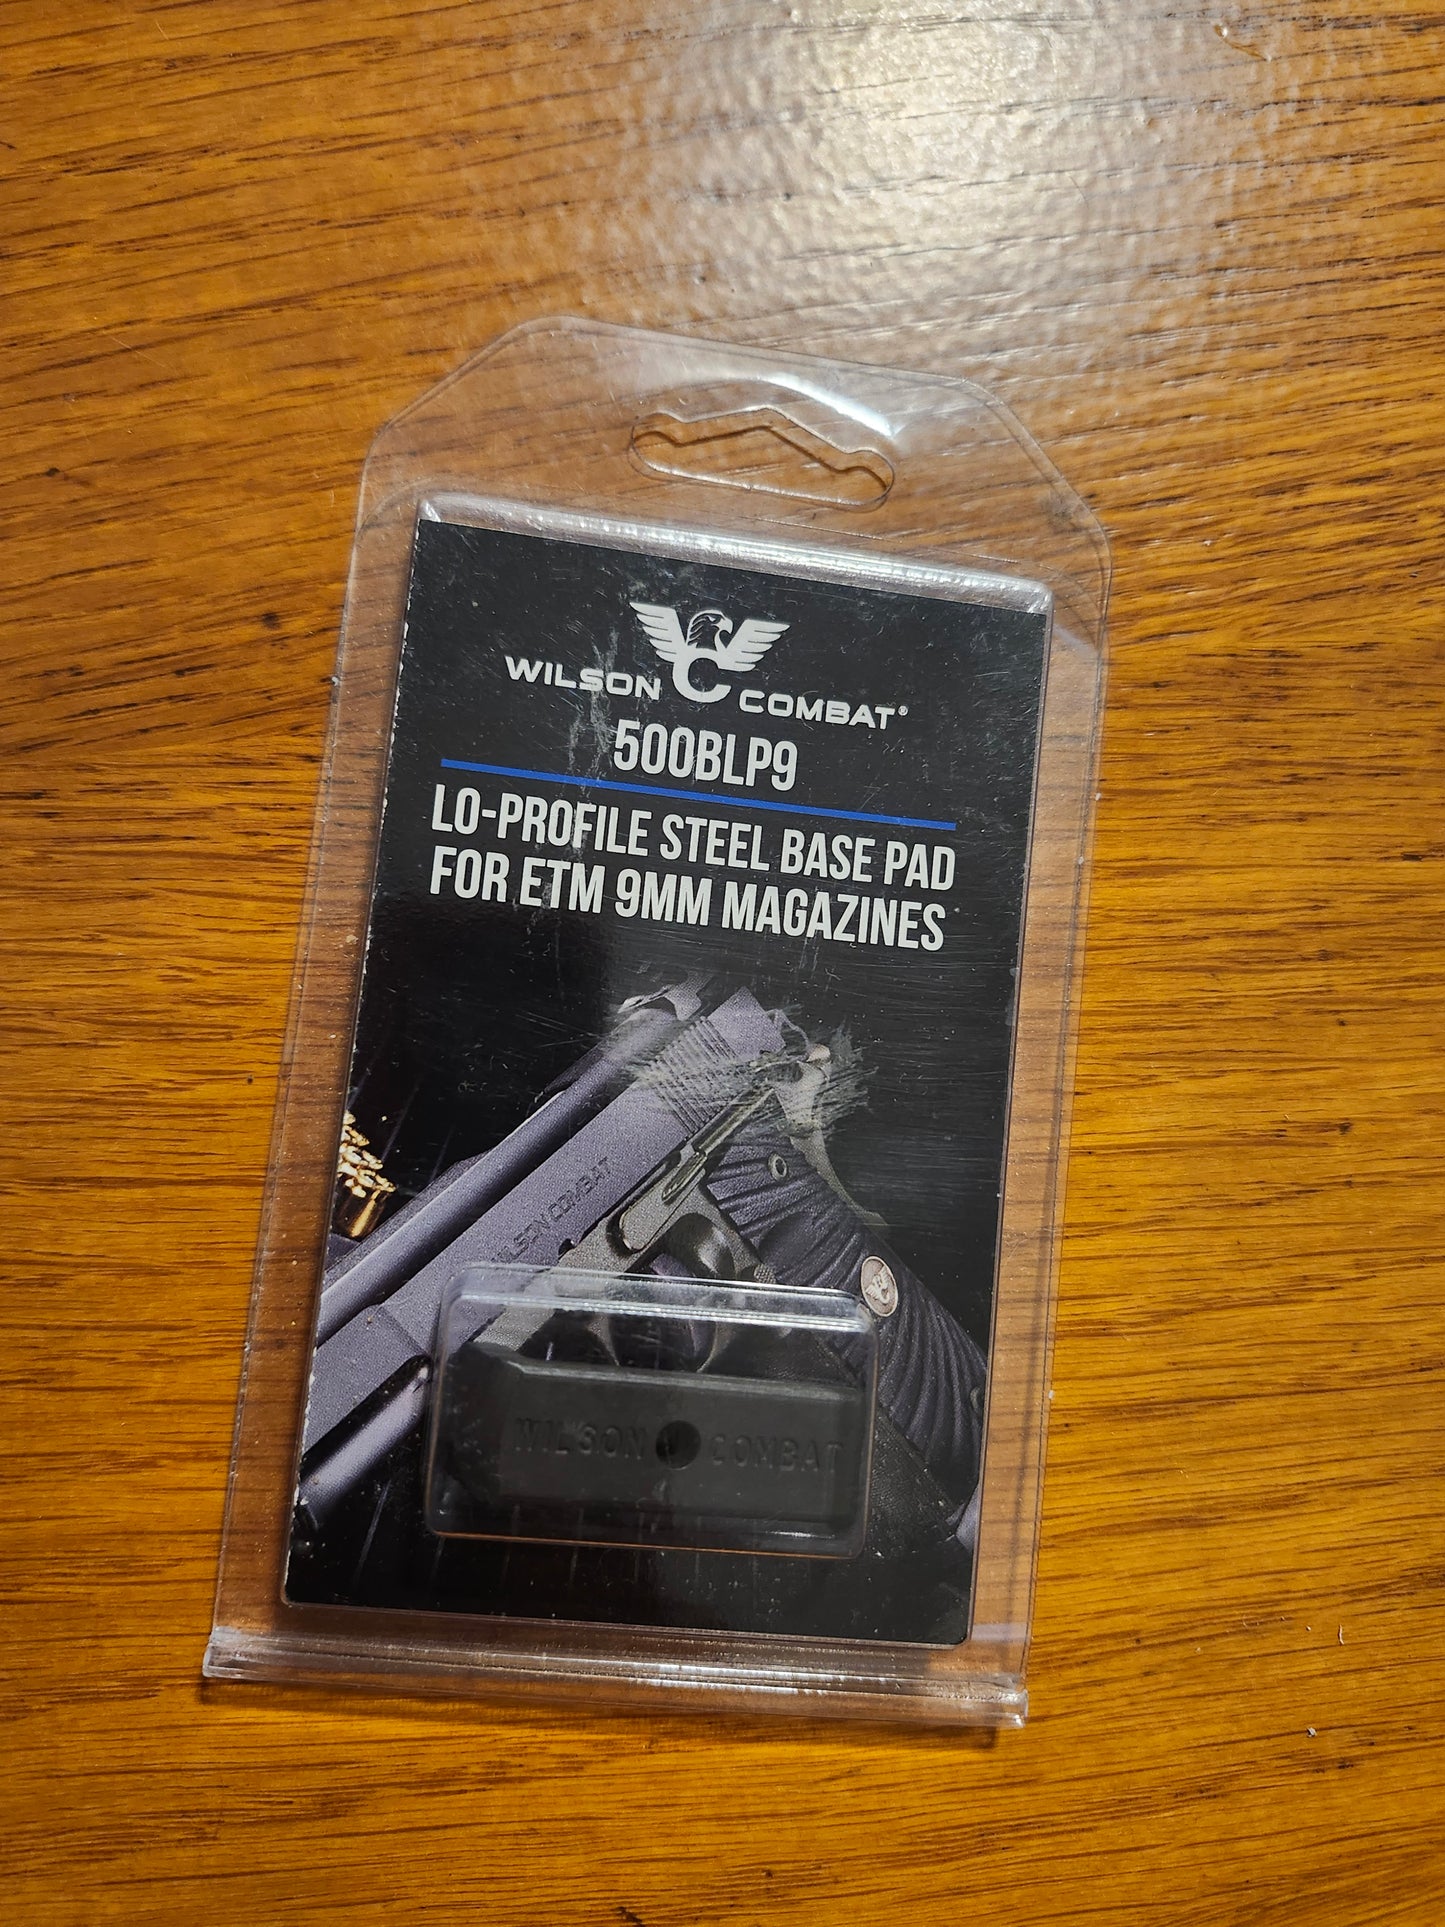 WILSON COMBAT®
500BLP9
LO-PROFILE STEEL BASE PAD
FOR ETM 9MM MAGAZINES
WILSON COMBAT
WILSON COMBAT